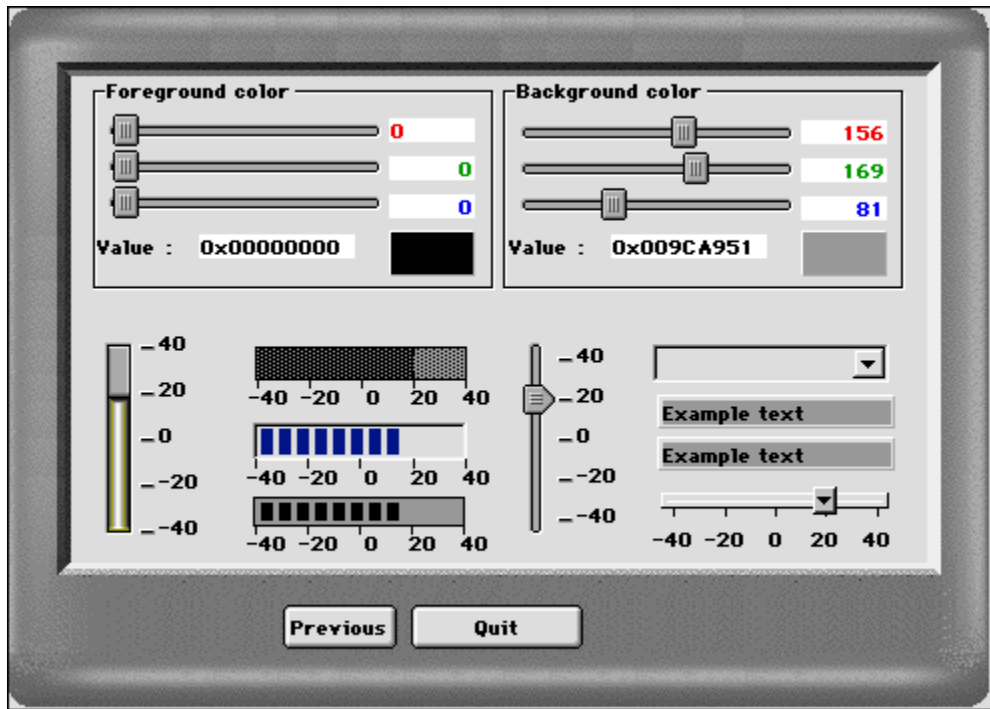 Foreground color
0
0
0
Value : 0x00000000
Background color
156
169
81
Value : 0x009CA951
40
20
0
-20
-40
-40 -20 0 20 40
-40 -20 0 20 40
-40 -20 0 20 40
40
20
0
-20
-40
Example text
Example text
-40 -20 0 20 40
Previous
Quit